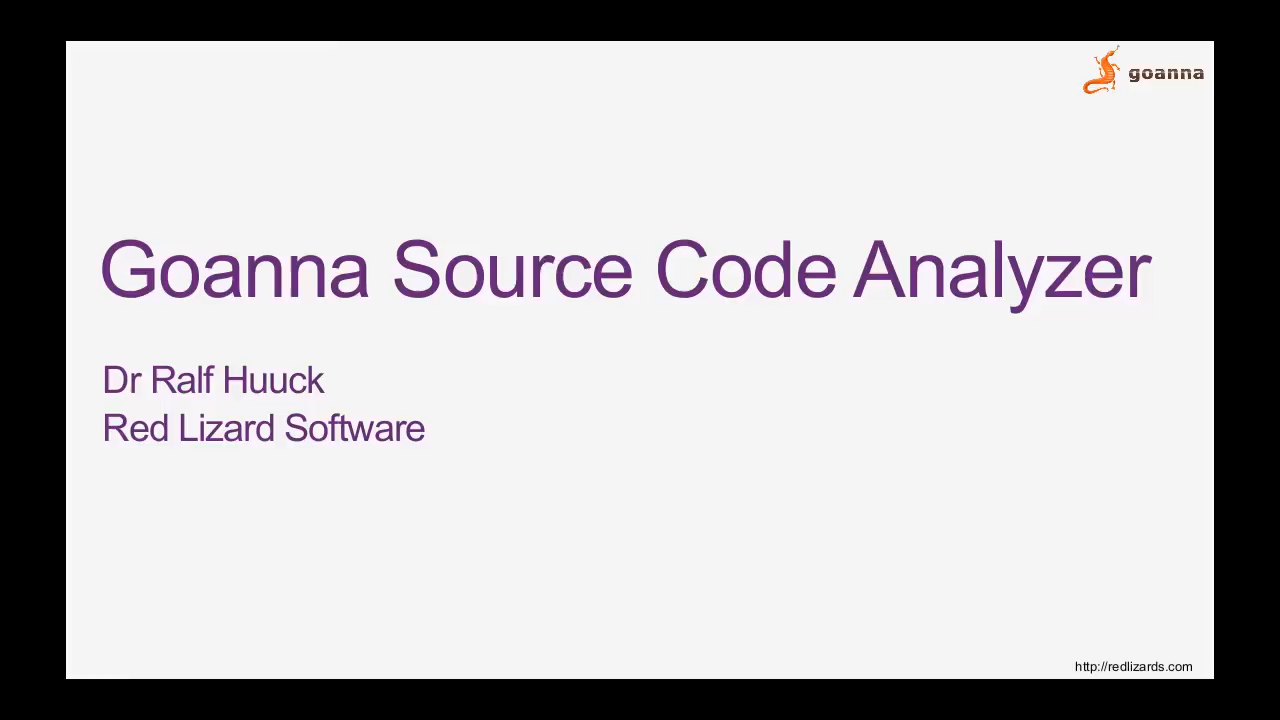 goanna
Goanna Source Code Analyzer
Dr Ralf Huuck
Red Lizard Software
http://redlizards.com